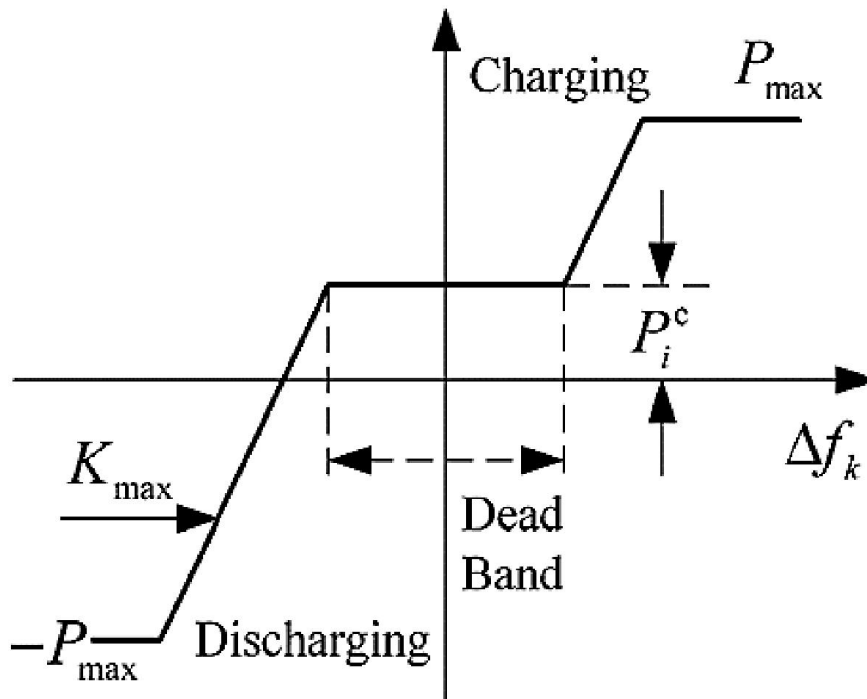 Charging P_max
P_i^c
Δf_k
K_max
Dead
Band
−P_max Discharging